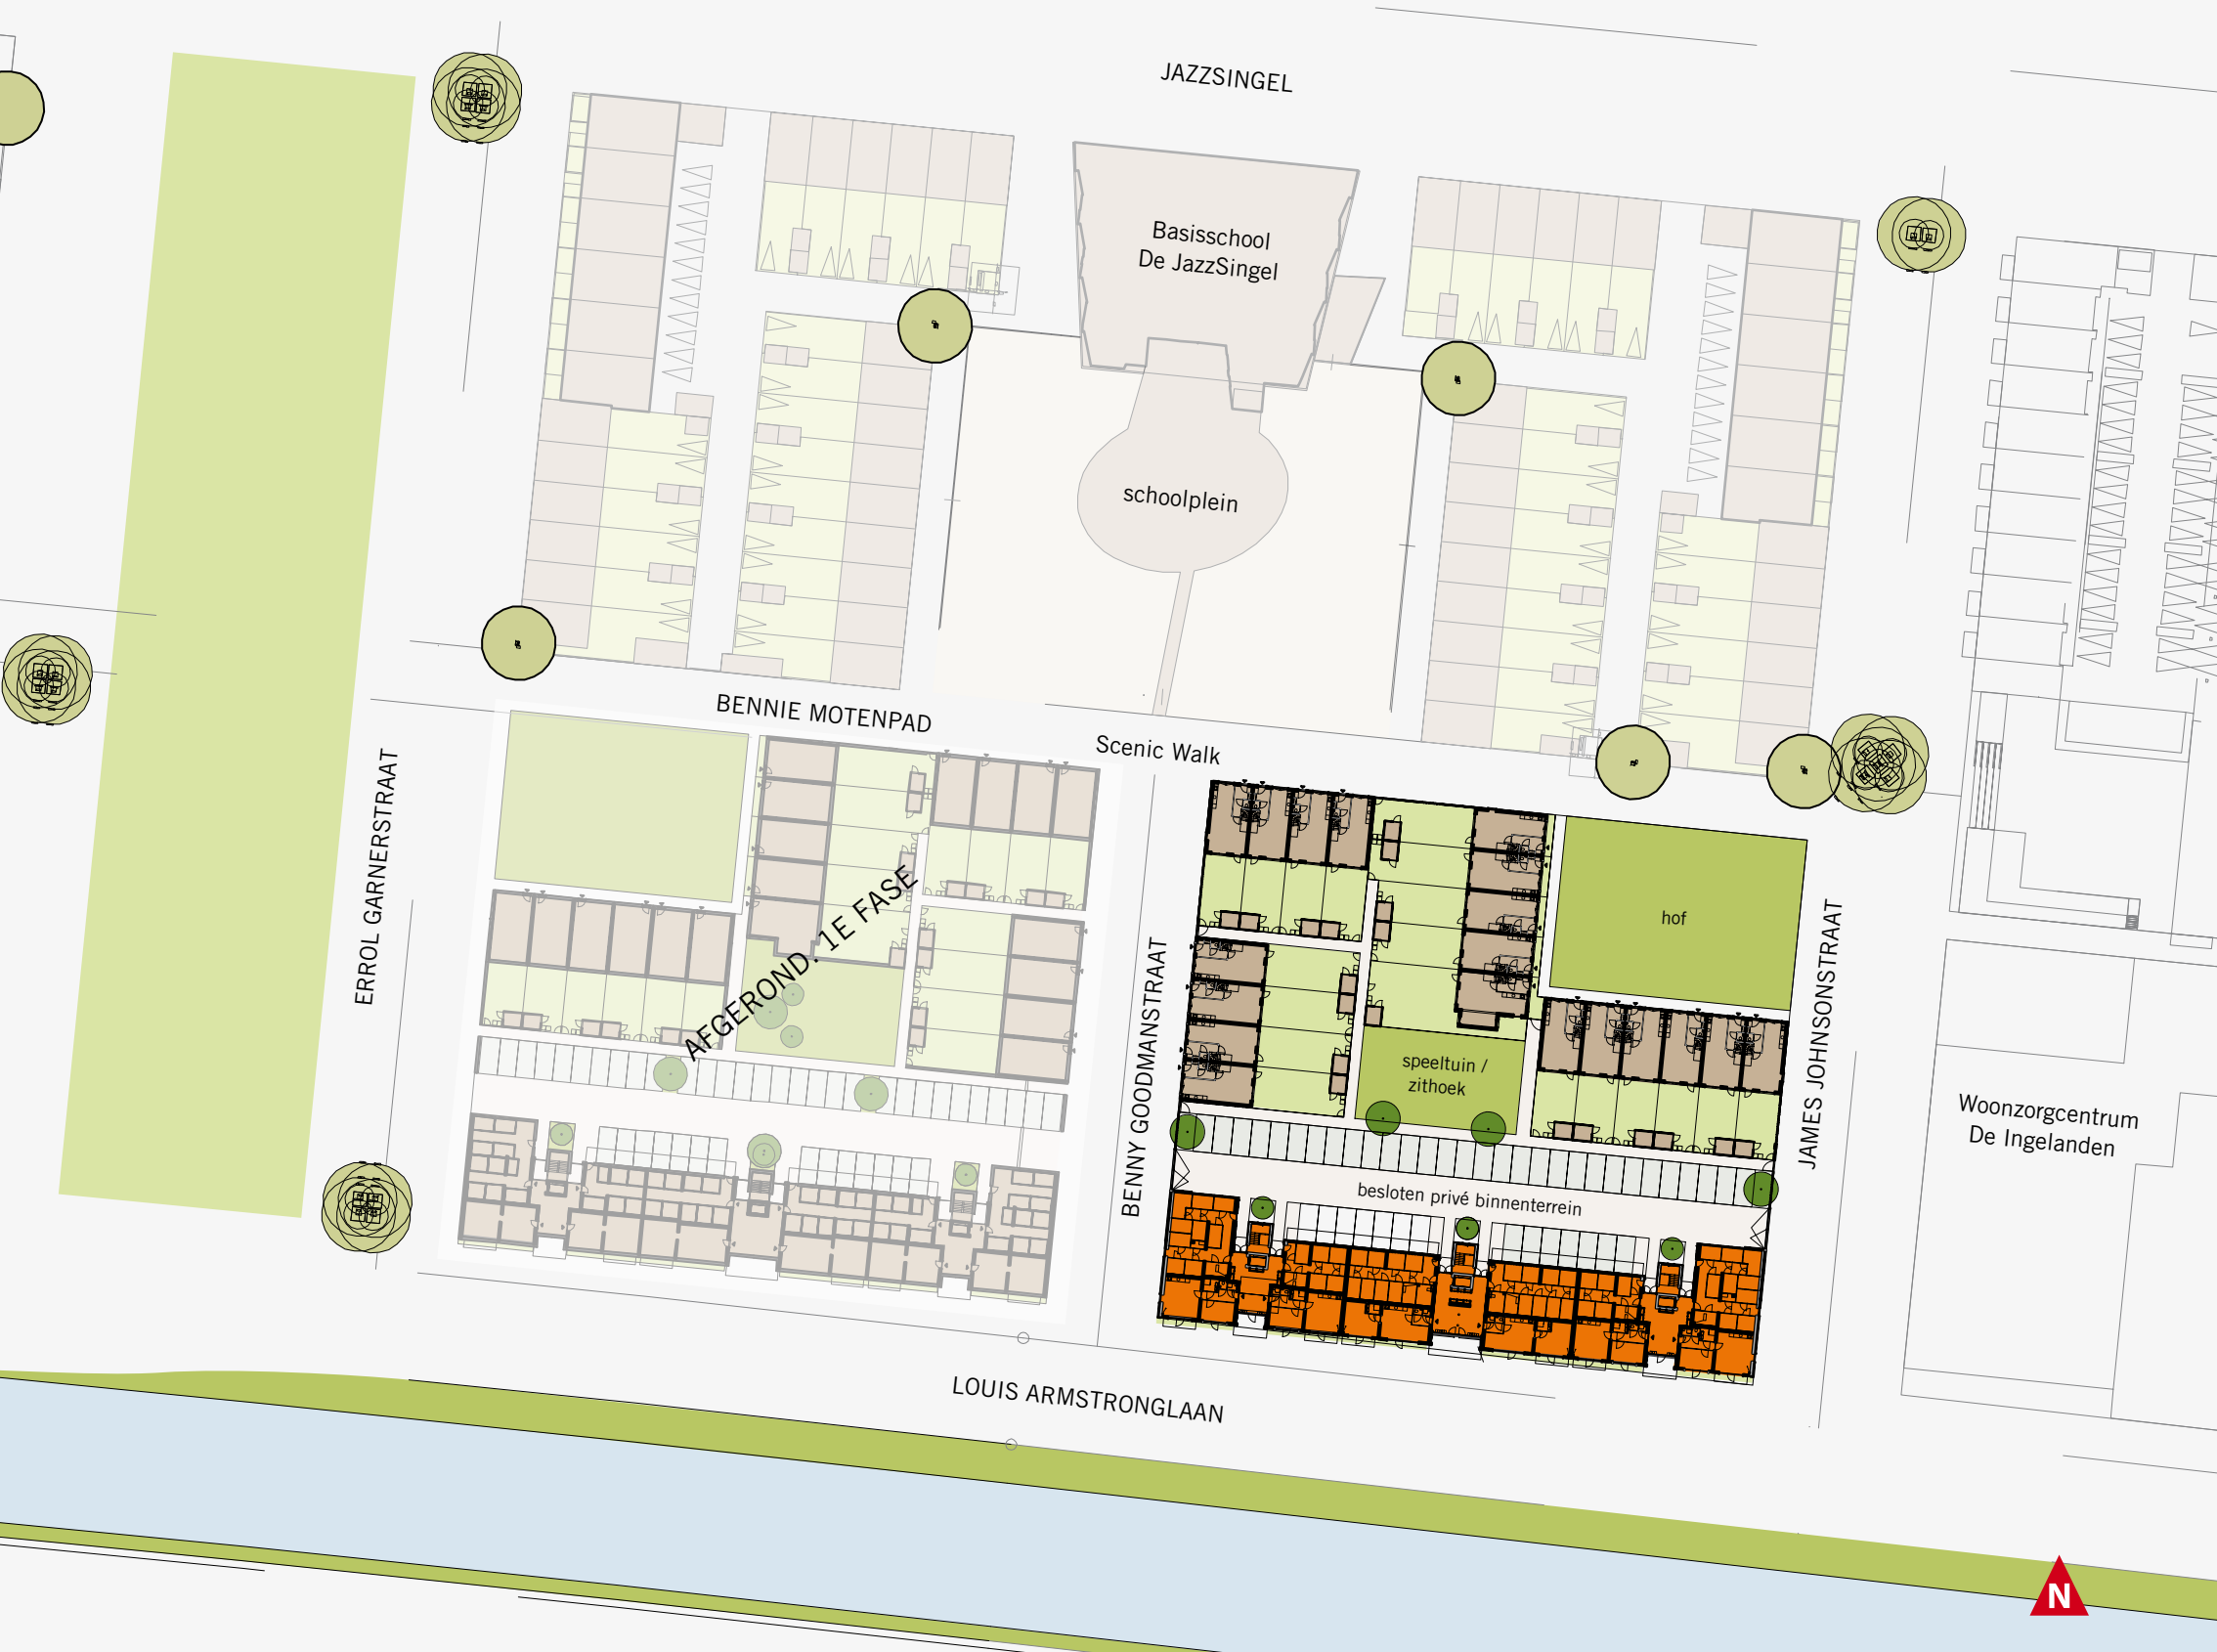 JAZZSINGEL
Basisschool
De JazzSingel
schoolplein
BENNIE MOTENPAD
Scenic Walk
ERROL GARNERSTRAAT
AFGEROND. 1E FASE
BENNY GOODMANSTRAAT
hof
speeltuin /
zithoek
JAMES JOHNSONSTRAAT
Woonzorgcentrum
De Ingelanden
besloten privé binnenterrein
LOUIS ARMSTRONGLAAN
N